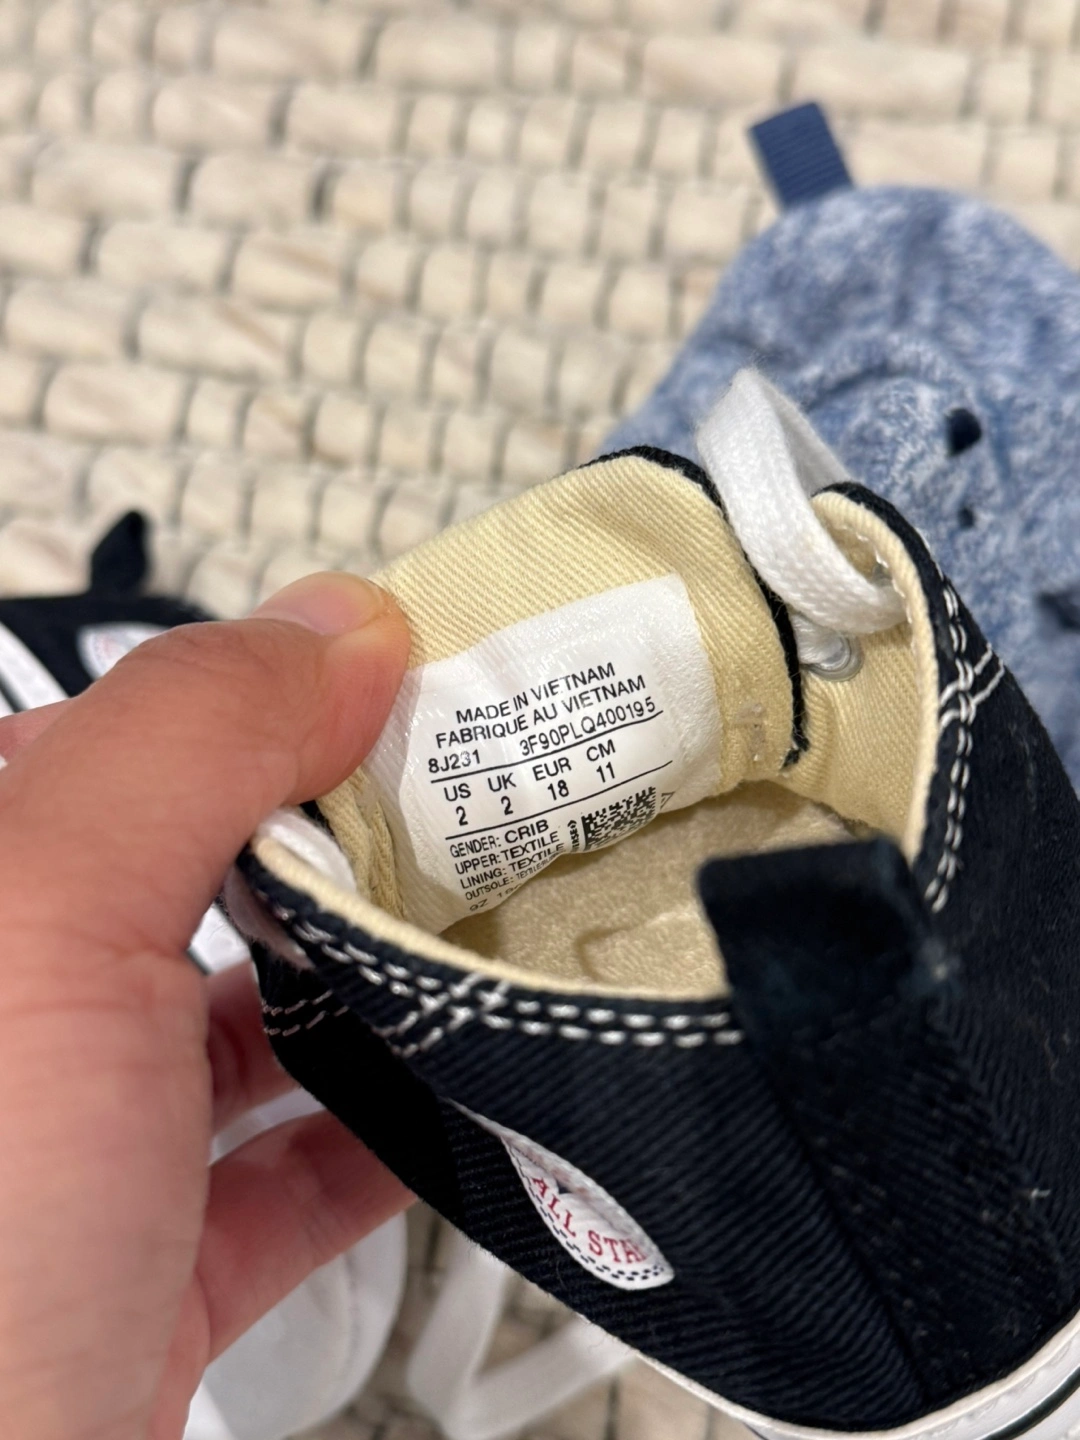 MADE IN VIETNAM
FABRIQUE AU VIETNAM
8J231 3F90PLQ400195
US UK EUR CM
2 2 18 11
GENDER: CRIB
UPPER: TEXTILE
LINING: TEXTILE
OUTSOLE:
ALL STA